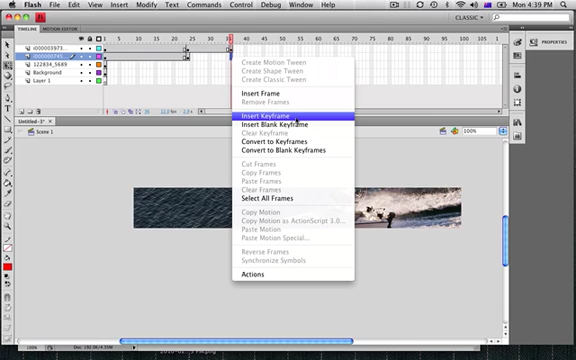 Flash File Edit View Insert Modify Text Commands Control Debug Window Help Mon 4:39 PM
CLASSIC
TIMELINE MOTION EDITOR
PROPERTIES
122834_5689
Background
Layer 1
Untitled-3*
Scene 1
100%
Create Motion Tween
Create Shape Tween
Create Classic Tween
Insert Frame
Remove Frames
Insert Keyframe
Insert Blank Keyframe
Clear Keyframe
Convert to Keyframes
Convert to Blank Keyframes
Cut Frames
Copy Frames
Paste Frames
Clear Frames
Select All Frames
Copy Motion
Copy Motion as ActionScript 3.0...
Paste Motion
Paste Motion Special...
Reverse Frames
Synchronize Symbols
Actions